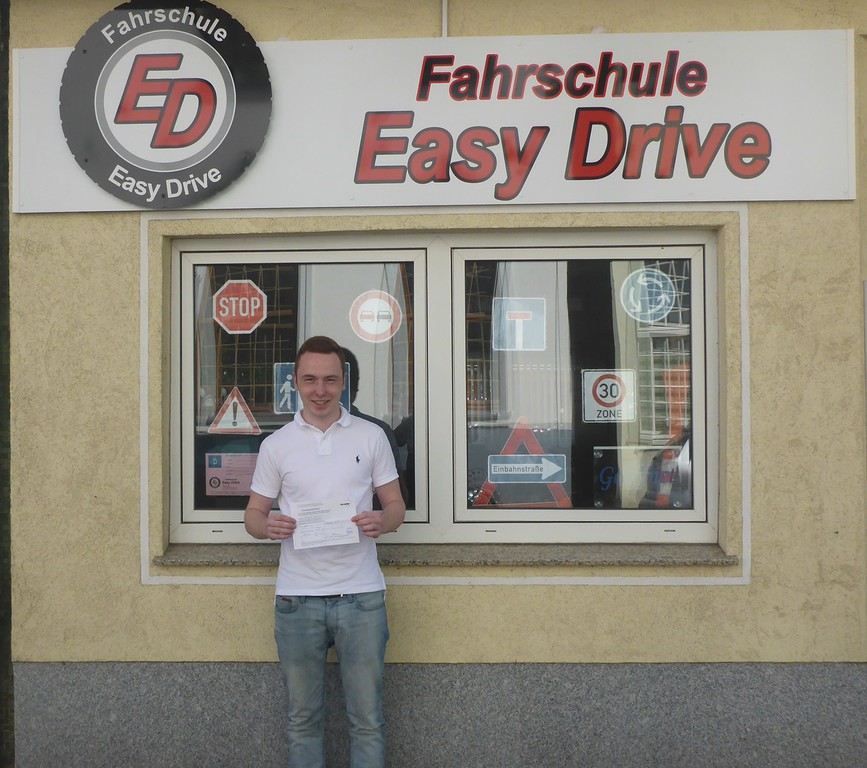 Fahrschule
ED
Easy Drive
Fahrschule
Easy Drive
STOP
30
ZONE
Einbahnstraße